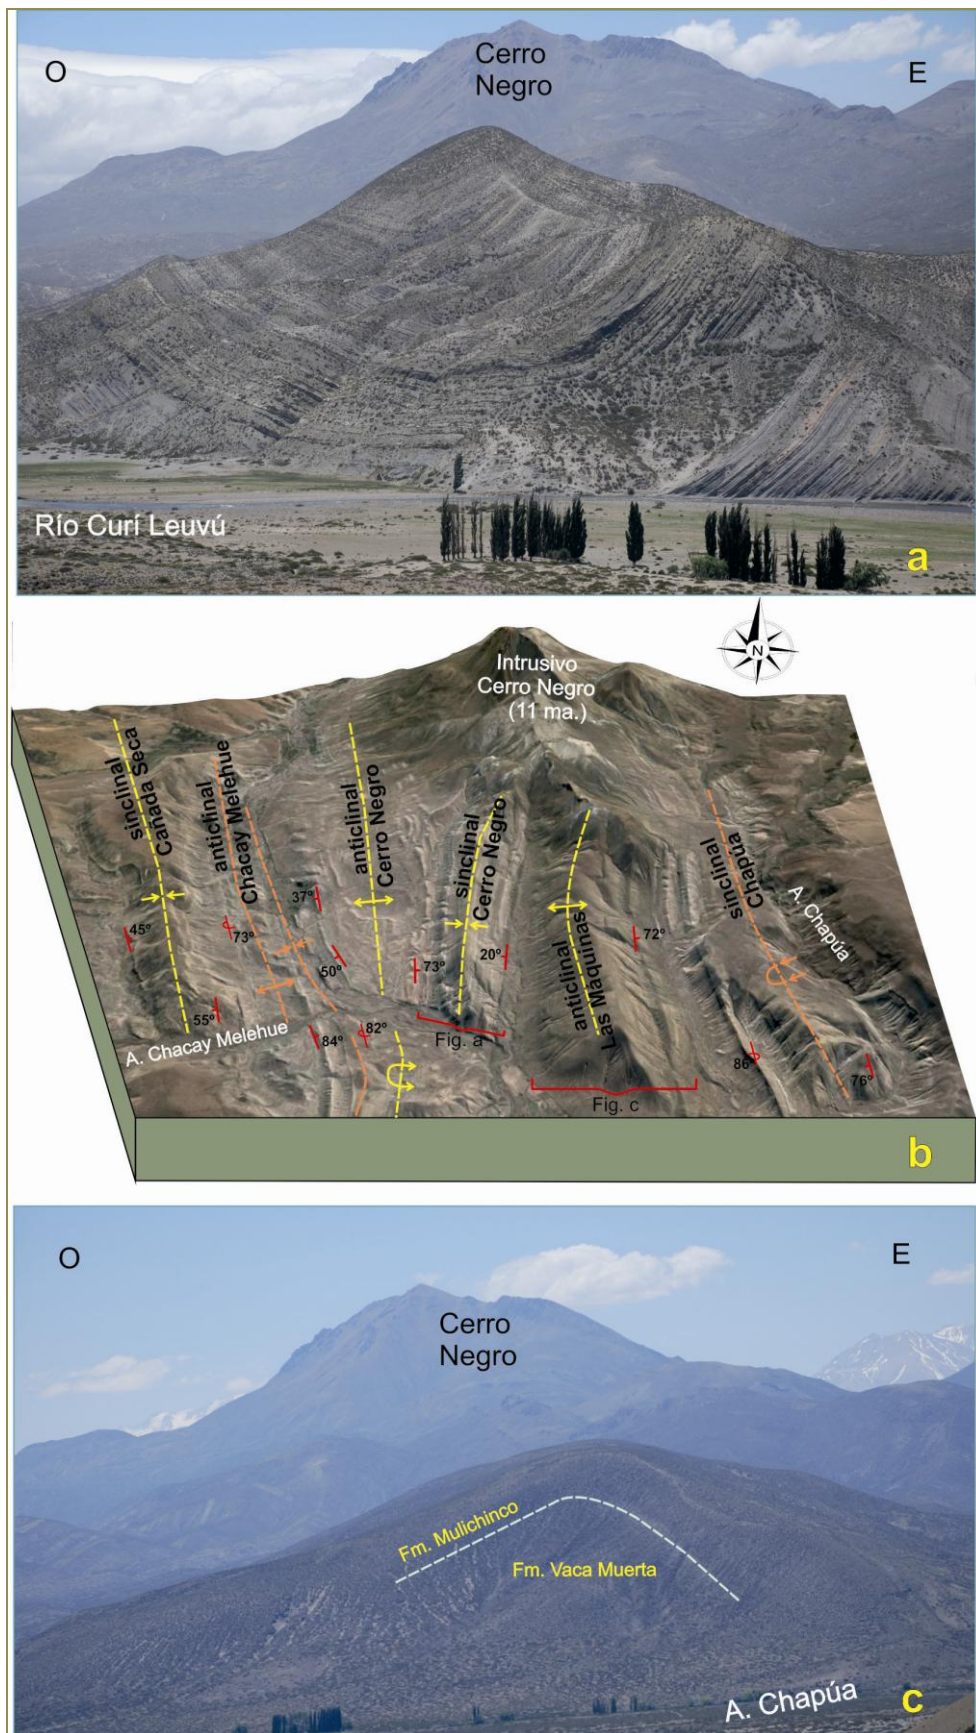 O
Cerro
Negro
E
Río Curí Leuvú
a
N
Intrusivo
Cerro Negro
(11 ma.)
sinclinal
Cañada Seca
anticlinal
Chacay Melehue
anticlinal
Cerro Negro
sinclinal
Cerro Negro
anticlinal
Las Máquinas
sinclinal
Chapúa
A. Chapúa
45º
73º
37º
50º
73º
20º
72º
55º
A. Chacay Melehue
84º
82º
Fig. a
86º
76º
Fig. c
b
O
E
Cerro
Negro
Fm. Mulichinco
Fm. Vaca Muerta
A. Chapúa
c